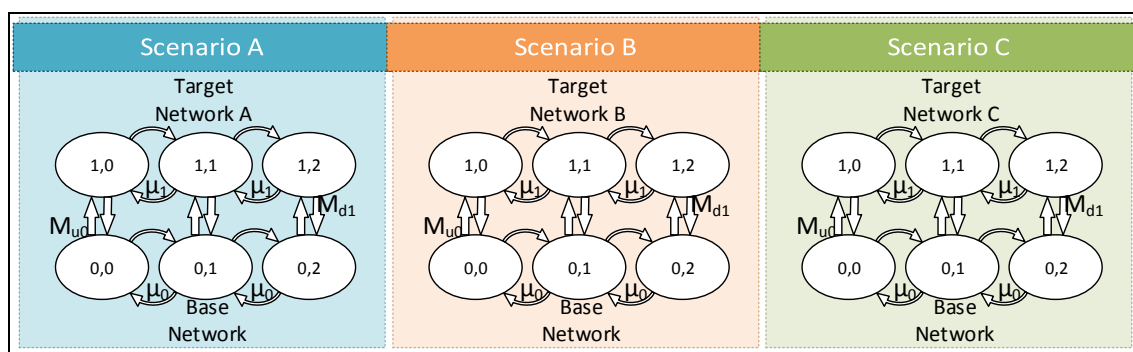 Scenario A
Scenario B
Scenario C
Target
Network A
Target
Network B
Target
Network C
1,0 1,1 1,2
1,0 1,1 1,2
1,0 1,1 1,2
μ1 μ1
μ1 μ1
μ1 μ1
Mu0 Md1
Mu0 Md1
Mu0 Md1
0,0 0,1 0,2
0,0 0,1 0,2
0,0 0,1 0,2
μ0 μ0
μ0 μ0
μ0 μ0
Base
Network
Base
Network
Base
Network